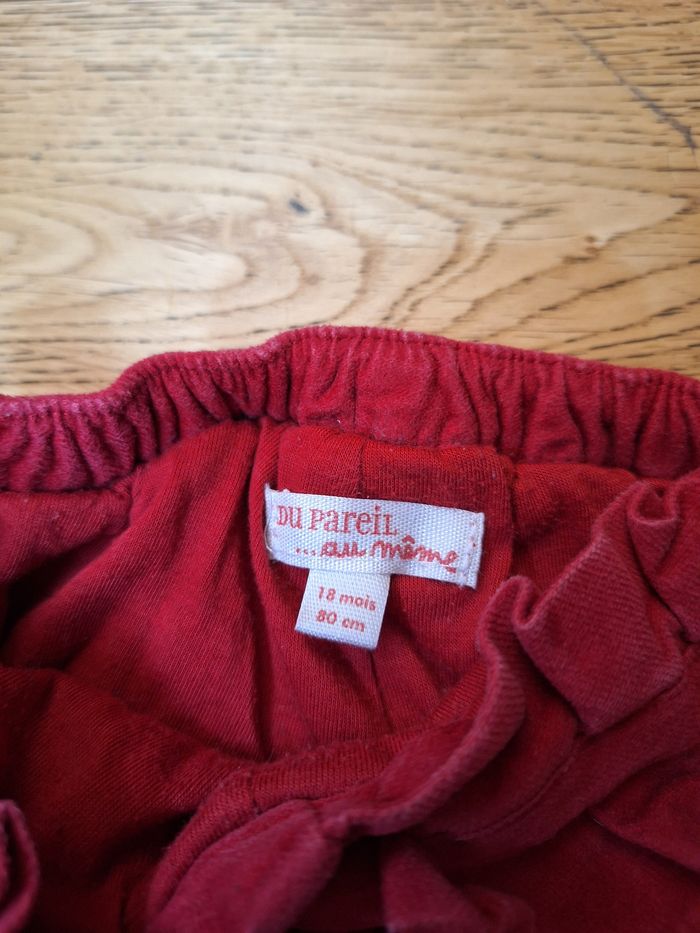 DU PAREIL
...au même
18 mois
80 cm